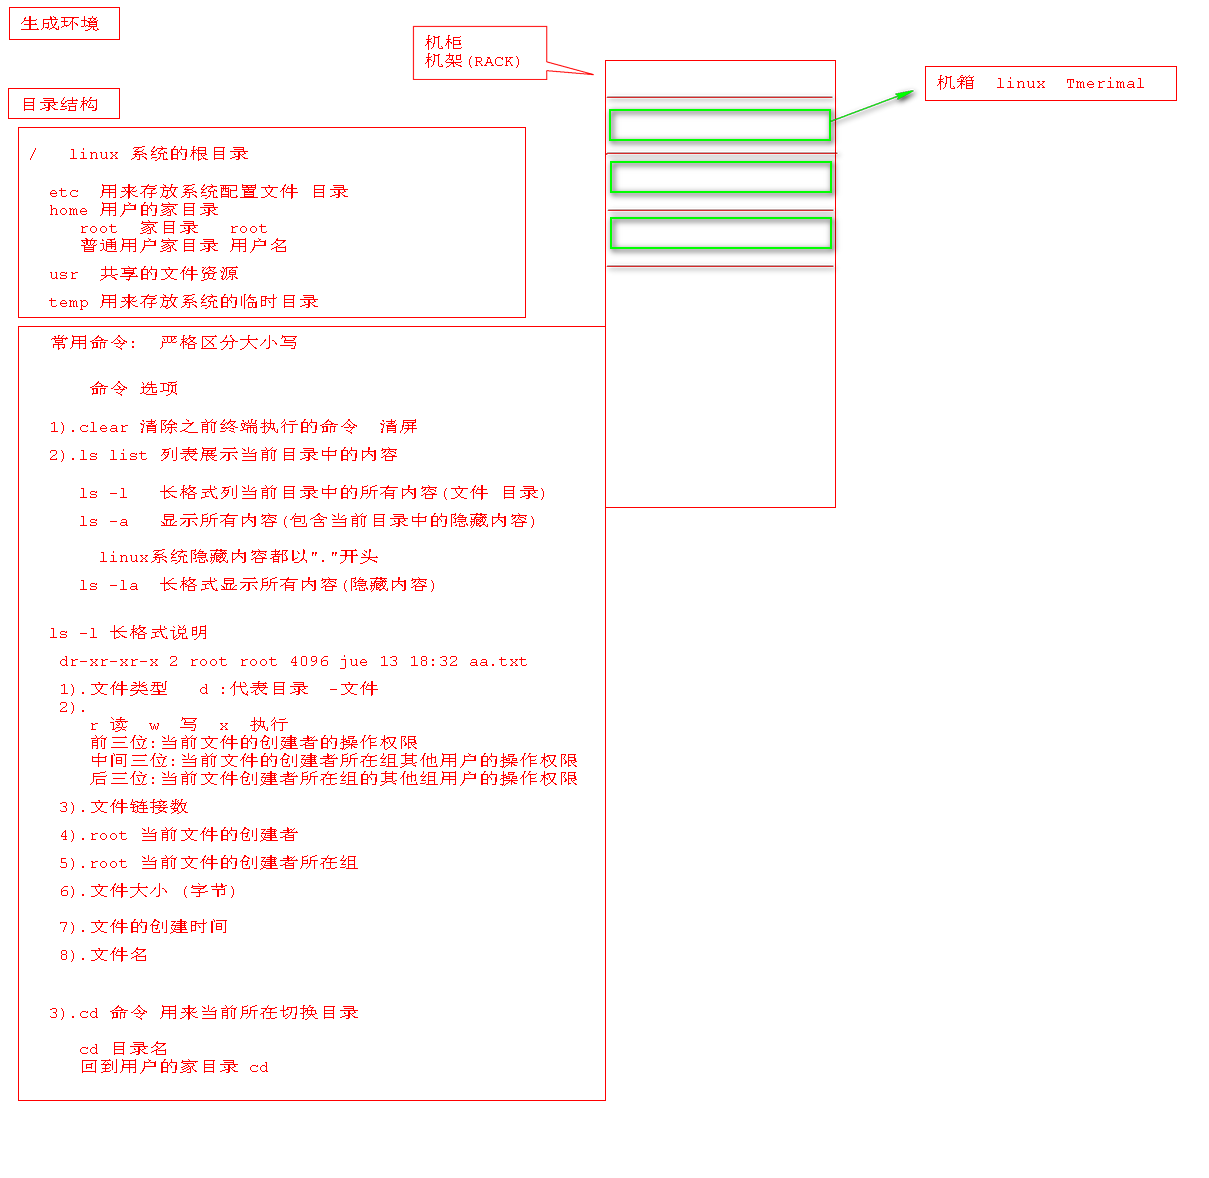 生成环境
机柜
机架(RACK)
机箱 linux Tmerimal
目录结构
/ linux 系统的根目录
etc 用来存放系统配置文件 目录
home 用户的家目录
root 家目录 root
普通用户家目录 用户名
usr 共享的文件资源
temp 用来存放系统的临时目录
常用命令: 严格区分大小写
命令 选项
1).clear 清除之前终端执行的命令 清屏
2).ls list 列表展示当前目录中的内容
ls -l 长格式列当前目录中的所有内容(文件 目录)
ls -a 显示所有内容(包含当前目录中的隐藏内容)
linux系统隐藏内容都以"."开头
ls -la 长格式显示所有内容(隐藏内容)
ls -l 长格式说明
dr-xr-xr-x 2 root root 4096 jue 13 18:32 aa.txt
1).文件类型 d :代表目录 -文件
2).
r 读 w 写 x 执行
前三位:当前文件的创建者的操作权限
中间三位:当前文件的创建者所在组其他用户的操作权限
后三位:当前文件创建者所在组的其他组用户的操作权限
3).文件链接数
4).root 当前文件的创建者
5).root 当前文件的创建者所在组
6).文件大小 (字节)
7).文件的创建时间
8).文件名
3).cd 命令 用来当前所在切换目录
cd 目录名
回到用户的家目录 cd